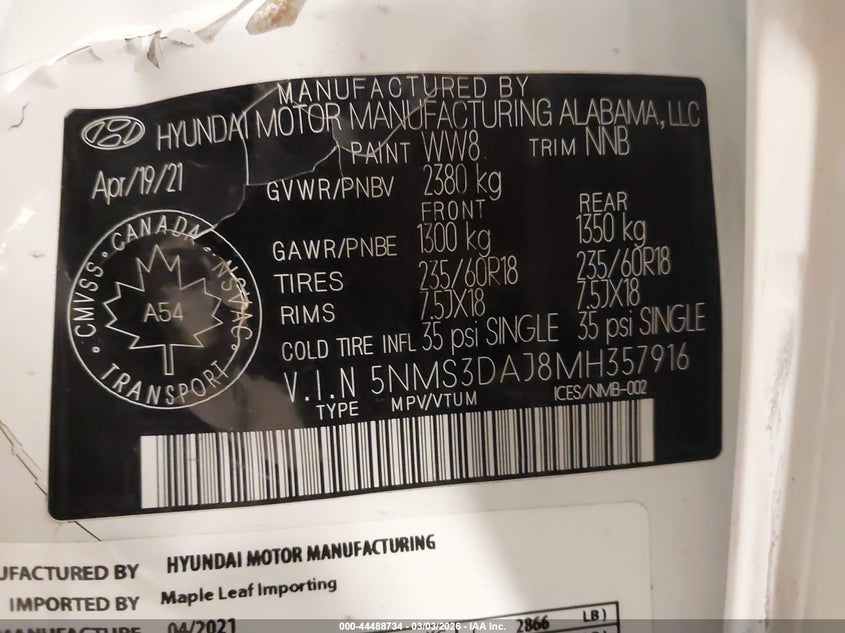 MANUFACTURED BY
HYUNDAI MOTOR MANUFACTURING ALABAMA, LLC
Apr/19/21
PAINT WW8 TRIM NNB
GVWR/PNBV 2380 kg
FRONT REAR
GAWR/PNBE 1300 kg 1350 kg
TIRES 235/60R18 235/60R18
RIMS 7.5JX18 7.5JX18
COLD TIRE INFL 35 psi SINGLE 35 psi SINGLE
V.I.N 5NMS3DAJ8MH357916
TYPE MPV/VTUM ICES/NMB-002
CMVSS • CANADA • NSVAC • TRANSPORT •
A54
UFACTURED BY HYUNDAI MOTOR MANUFACTURING
IMPORTED BY Maple Leaf Importing
MANUFACTURE 04/2021
2866 LB )
000-44488734 - 03/03/2026 - IAA Inc.